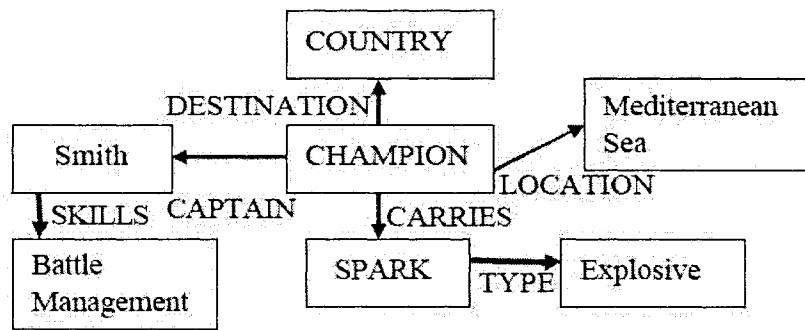 COUNTRY
DESTINATION
Mediterranean
Sea
Smith
CHAMPION
LOCATION
SKILLS
CAPTAIN
CARRIES
Battle
Management
SPARK
TYPE
Explosive